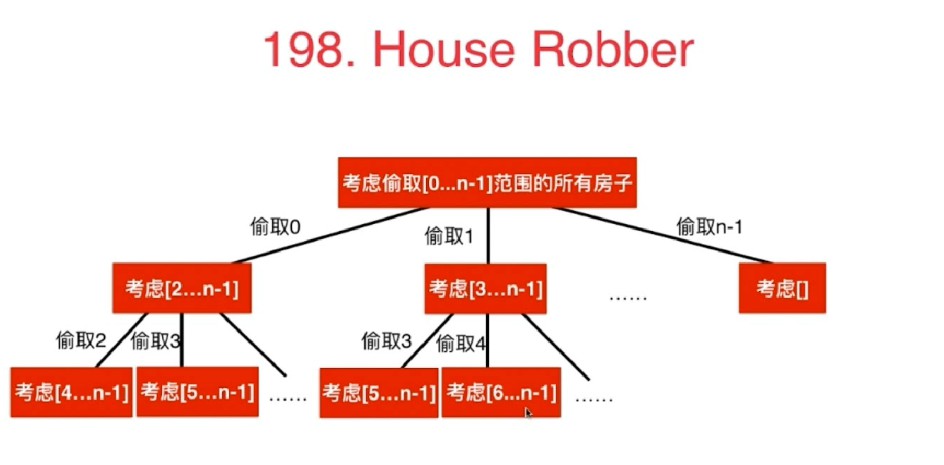 198. House Robber
考虑偷取[0...n-1]范围的所有房子
偷取0
偷取1
偷取n-1
考虑[2...n-1]
考虑[3...n-1]
......
考虑[]
偷取2
偷取3
偷取3
偷取4
考虑[4...n-1]
考虑[5...n-1]
......
考虑[5...n-1]
考虑[6...n-1]
......